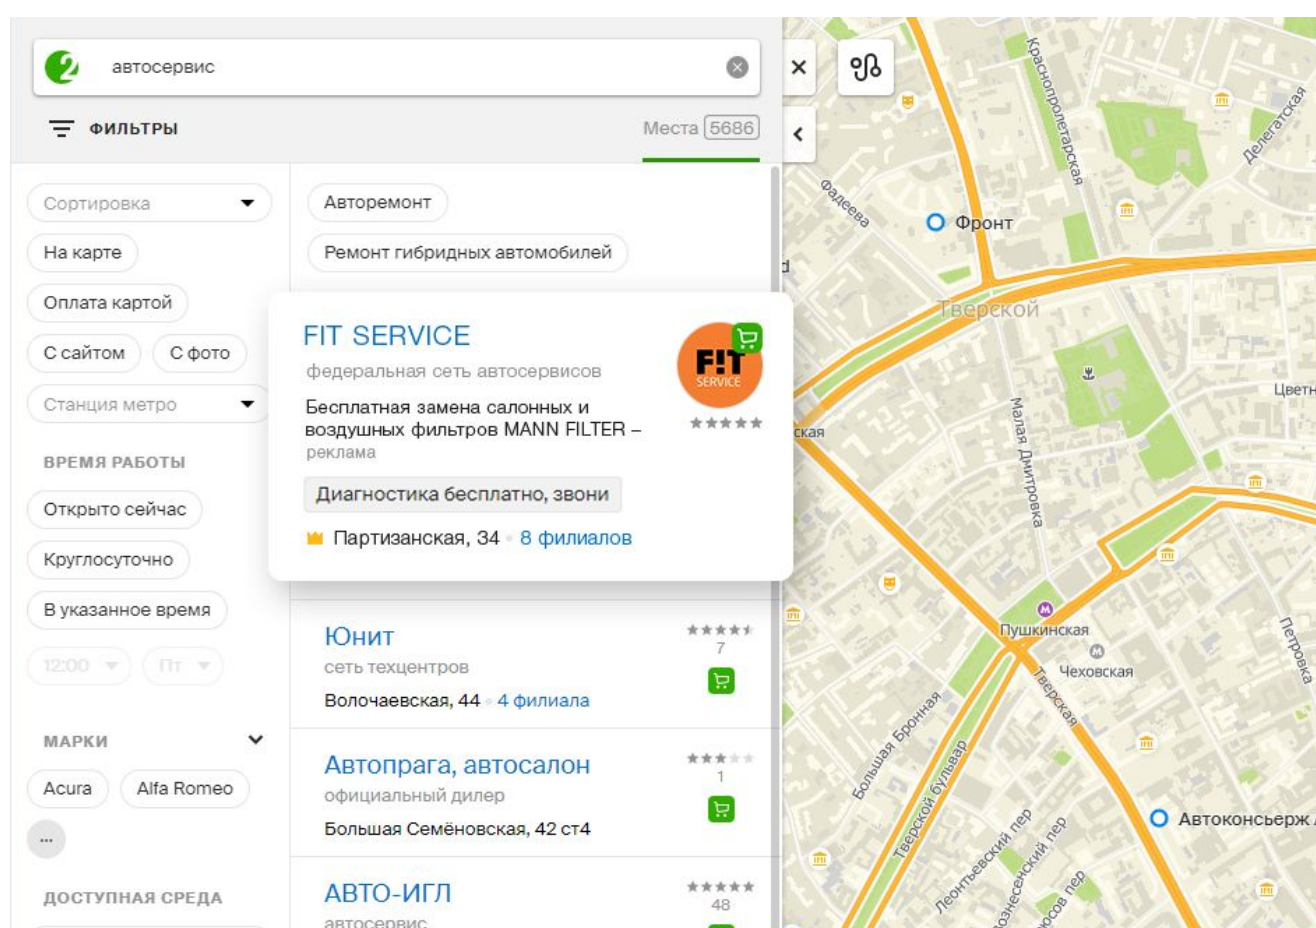 автосервис
ФИЛЬТРЫ
Места 5686
Сортировка
На карте
Оплата картой
С сайтом
С фото
Станция метро
ВРЕМЯ РАБОТЫ
Открыто сейчас
Круглосуточно
В указанное время
12:00
Пт
МАРКИ
Acura
Alfa Romeo
...
ДОСТУПНАЯ СРЕДА
Авторемонт
Ремонт гибридных автомобилей
FIT SERVICE
федеральная сеть автосервисов
Бесплатная замена салонных и
воздушных фильтров MANN FILTER –
реклама
Диагностика бесплатно, звони
Партизанская, 34 • 8 филиалов
F!T
SERVICE
Юнит
сеть техцентров
Волочаевская, 44 • 4 филиала
7
Автопрага, автосалон
официальный дилер
Большая Семёновская, 42 ст4
1
АВТО-ИГЛ
автосервис
48
Краснопролетарская
Делегатская
Фадеева
Фронт
Тверской
Цветн
ская
Малая Дмитровка
М
Пушкинская
М
Чеховская
Петровка
Тверская
Большая Бронная
Тверской бульвар
Леонтьевский пер
Автоконсьерж